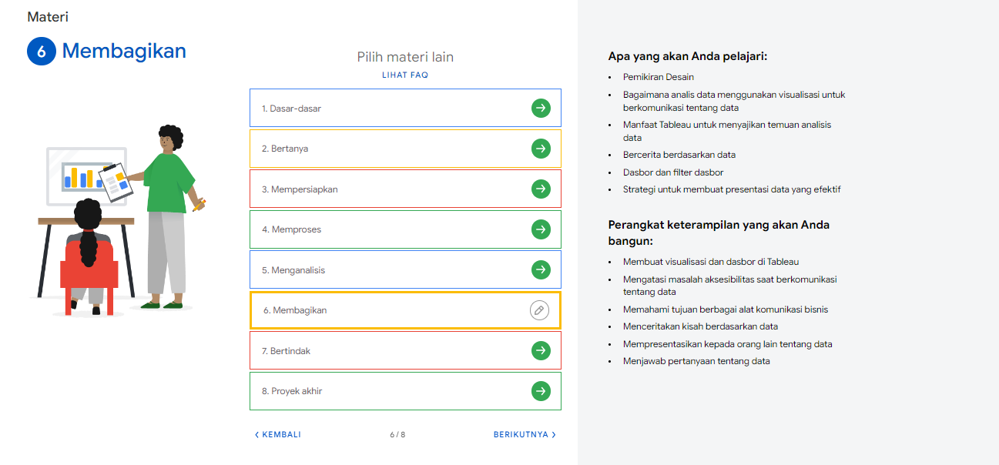 Materi
6 Membagikan
Pilih materi lain
LIHAT FAQ
1. Dasar-dasar
2. Bertanya
3. Mempersiapkan
4. Memproses
5. Menganalisis
6. Membagikan
7. Bertindak
8. Proyek akhir
KEMBALI
6 / 8
BERIKUTNYA
Apa yang akan Anda pelajari:
• Pemikiran Desain
• Bagaimana analis data menggunakan visualisasi untuk
berkomunikasi tentang data
• Manfaat Tableau untuk menyajikan temuan analisis
data
• Bercerita berdasarkan data
• Dasbor dan filter dasbor
• Strategi untuk membuat presentasi data yang efektif
Perangkat keterampilan yang akan Anda
bangun:
• Membuat visualisasi dan dasbor di Tableau
• Mengatasi masalah aksesibilitas saat berkomunikasi
tentang data
• Memahami tujuan berbagai alat komunikasi bisnis
• Menceritakan kisah berdasarkan data
• Mempresentasikan kepada orang lain tentang data
• Menjawab pertanyaan tentang data